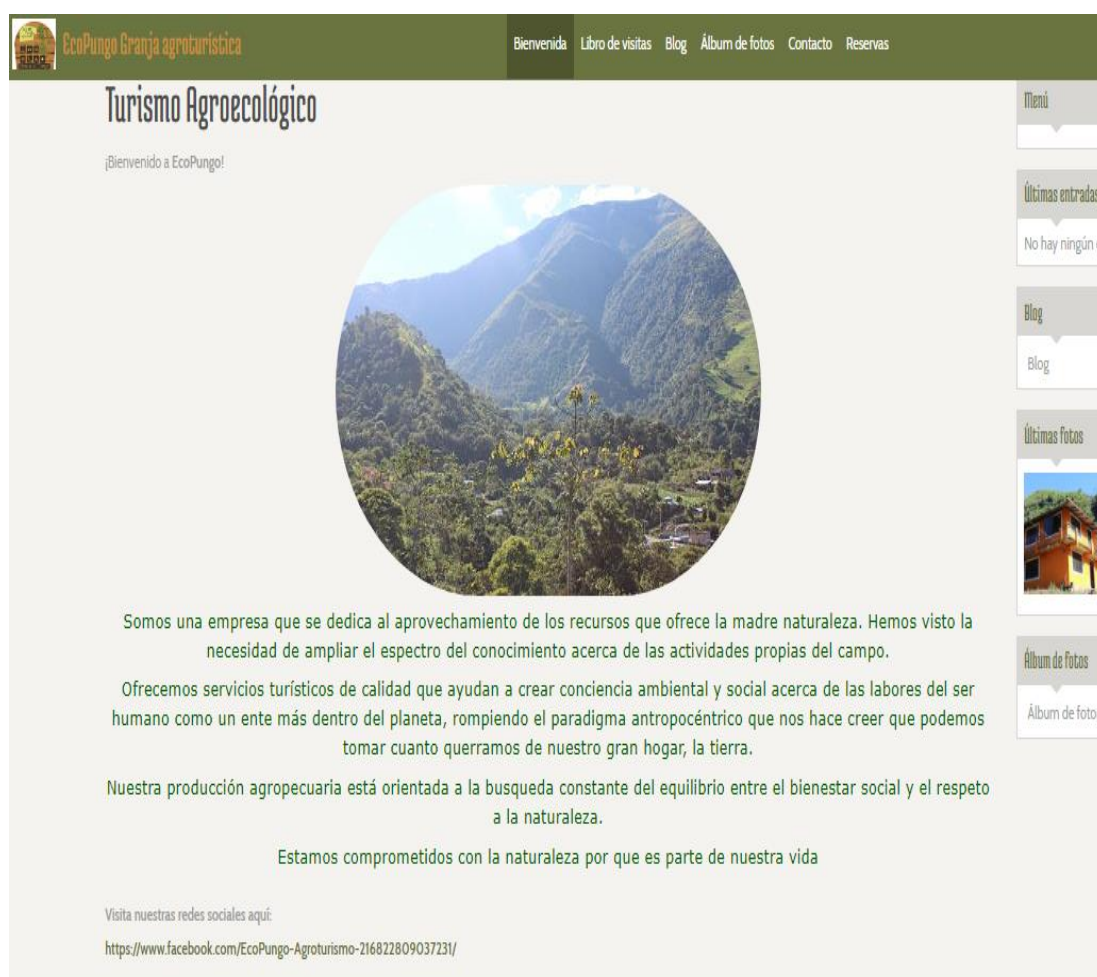 EcoPungo Granja agroturística
Bienvenida Libro de visitas Blog Álbum de fotos Contacto Reservas
Turismo Agroecológico
¡Bienvenido a EcoPungo!
Somos una empresa que se dedica al aprovechamiento de los recursos que ofrece la madre naturaleza. Hemos visto la
necesidad de ampliar el espectro del conocimiento acerca de las actividades propias del campo.
Ofrecemos servicios turísticos de calidad que ayudan a crear conciencia ambiental y social acerca de las labores del ser
humano como un ente más dentro del planeta, rompiendo el paradigma antropocéntrico que nos hace creer que podemos
tomar cuanto querramos de nuestro gran hogar, la tierra.
Nuestra producción agropecuaria está orientada a la busqueda constante del equilibrio entre el bienestar social y el respeto
a la naturaleza.
Estamos comprometidos con la naturaleza por que es parte de nuestra vida
Visita nuestras redes sociales aquí:
https://www.facebook.com/EcoPungo-Agroturismo-216822809037231/
Menú
Últimas entradas
No hay ningún
Blog
Blog
Últimas fotos
Álbum de fotos
Álbum de foto